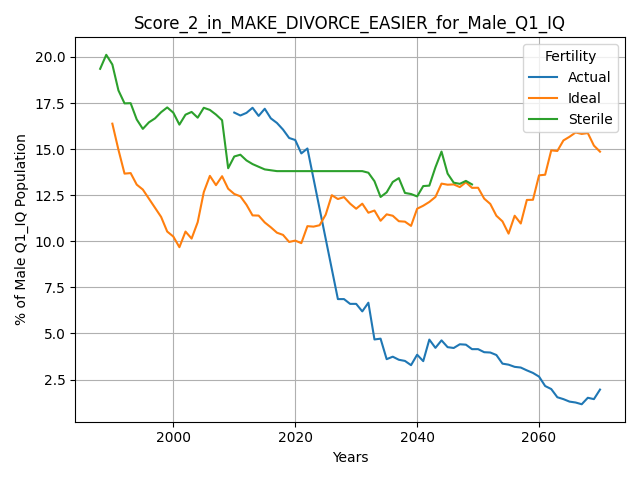 Score_2_in_MAKE_DIVORCE_EASIER_for_Male_Q1_IQ
Fertility
Actual
Ideal
Sterile
% of Male Q1_IQ Population
20.0
17.5
15.0
12.5
10.0
7.5
5.0
2.5
2000
2020
2040
2060
Years